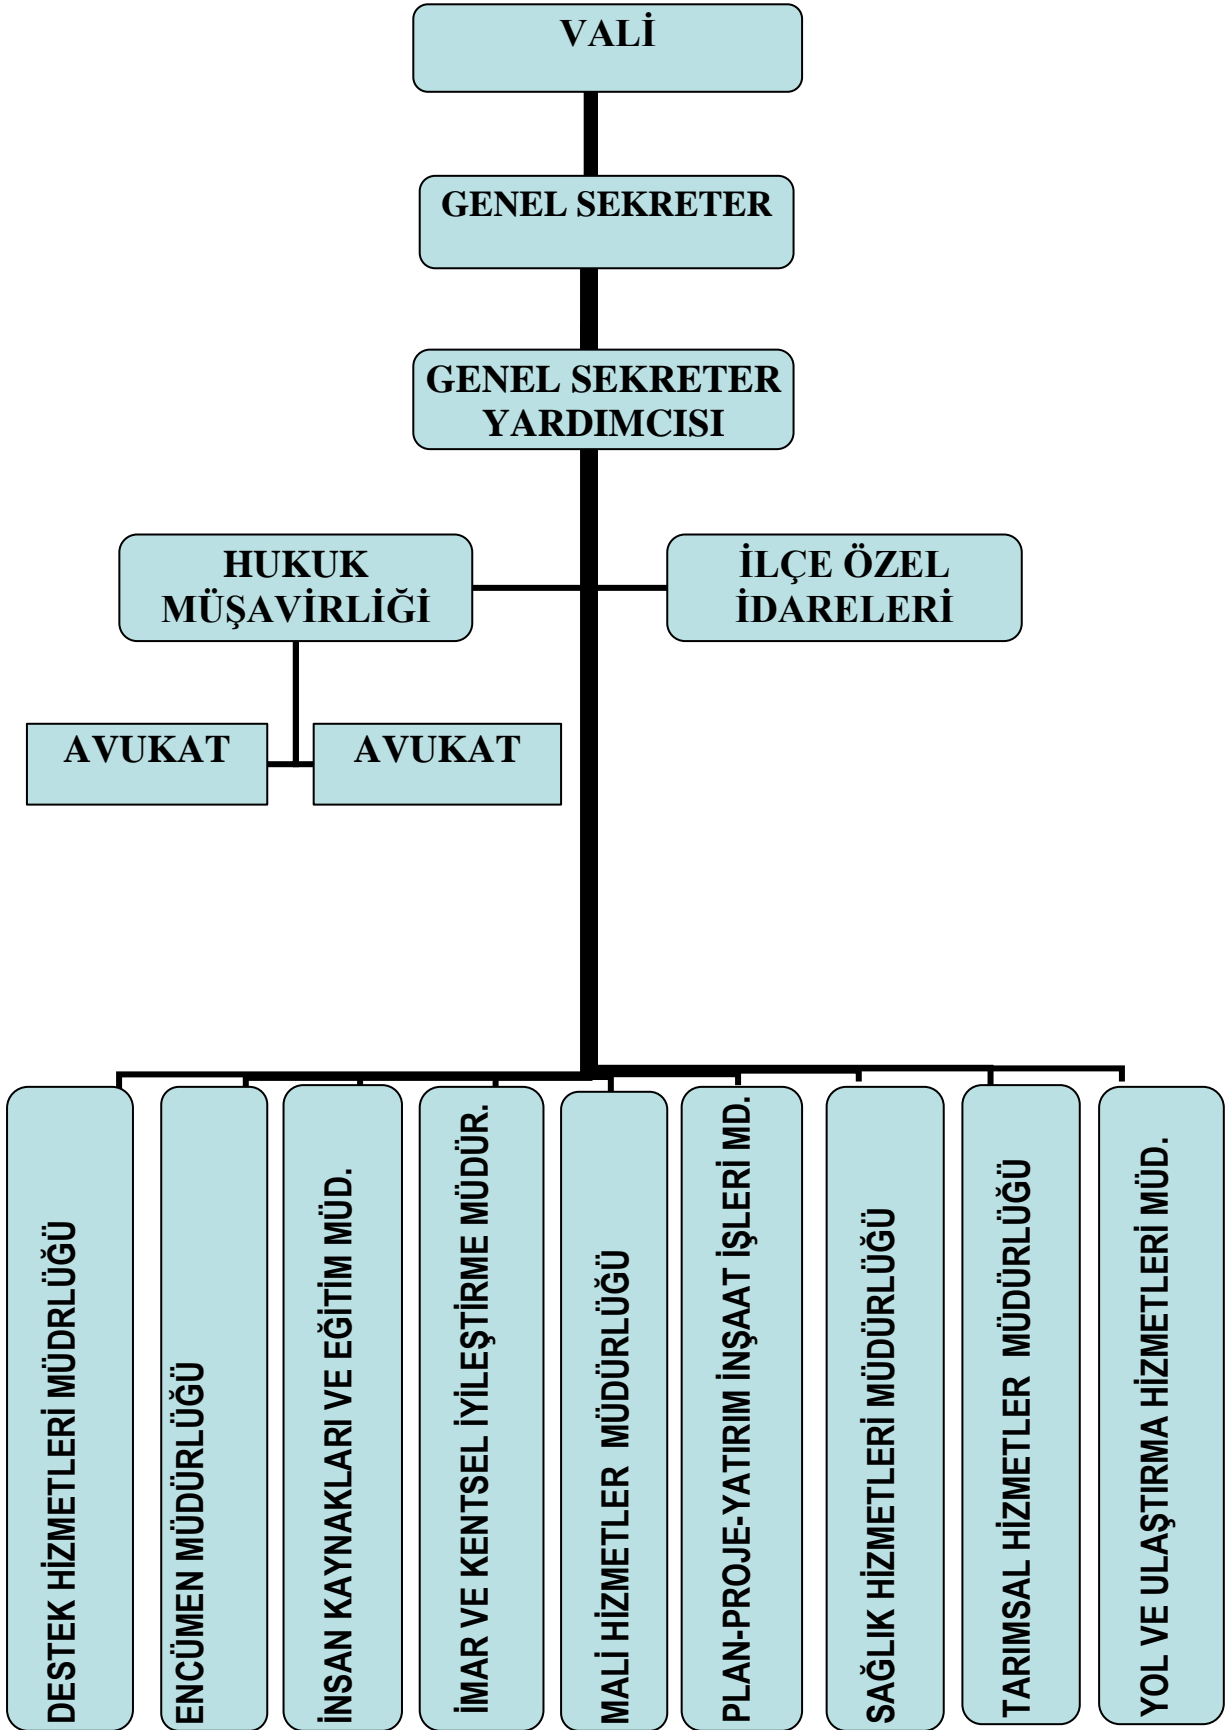 VALİ
GENEL SEKRETER
GENEL SEKRETER
YARDIMCISI
HUKUK
MÜŞAVİRLİĞİ
İLÇE ÖZEL
İDARELERİ
AVUKAT
AVUKAT
DESTEK HİZMETLERİ MÜDRLÜĞÜ
ENCÜMEN MÜDÜRLÜĞÜ
İNSAN KAYNAKLARI VE EĞİTİM MÜD.
İMAR VE KENTSEL İYİLEŞTİRME MÜDÜR.
MALİ HİZMETLER  MÜDÜRLÜĞÜ
PLAN-PROJE-YATIRIM İNŞAAT İŞLERİ MD.
SAĞLIK HİZMETLERİ MÜDÜRLÜĞÜ
TARIMSAL HİZMETLER  MÜDÜRLÜĞÜ
YOL VE ULAŞTIRMA HİZMETLERİ MÜD.